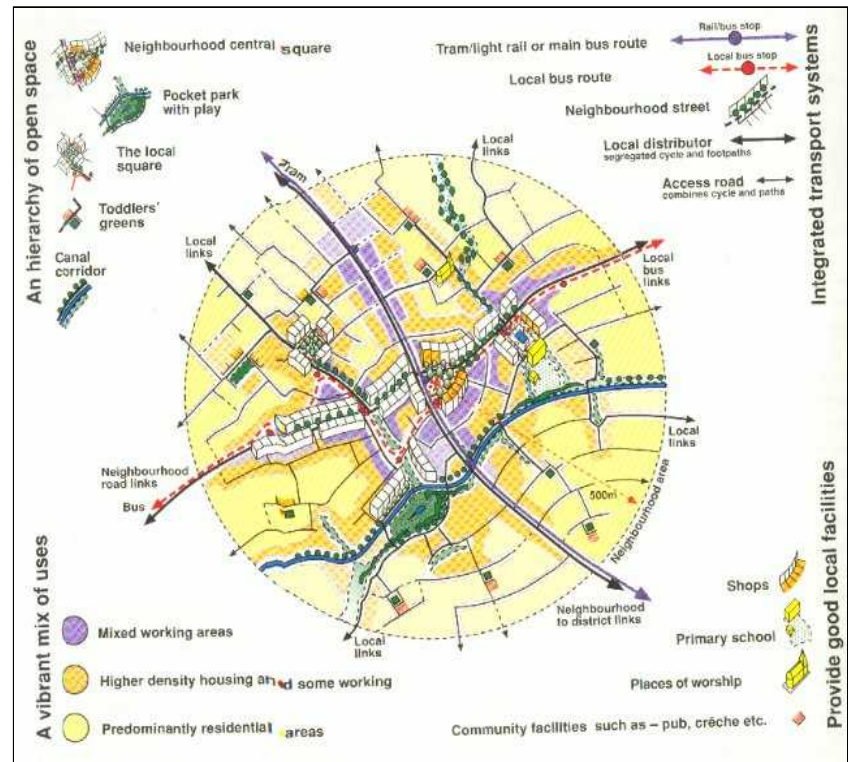 An hierarchy of open space
Neighbourhood central square
Pocket park
with play
The local
square
Toddlers'
greens
Canal
corridor
Integrated transport systems
Rail/bus stop
Tram/light rail or main bus route
Local bus stop
Local bus route
Neighbourhood street
Local distributor
segregated cycle and footpaths
Access road
combines cycle and paths
Local
links
Tram
Local
links
Local
bus links
Local
links
Neighbourhood
road links
Bus
500m
Neighbourhood area
Neighbourhood
to district links
Local
links
A vibrant mix of uses
Mixed working areas
Higher density housing and some working
Predominantly residential areas
Provide good local facilities
Shops
Primary school
Places of worship
Community facilities such as – pub, crêche etc.